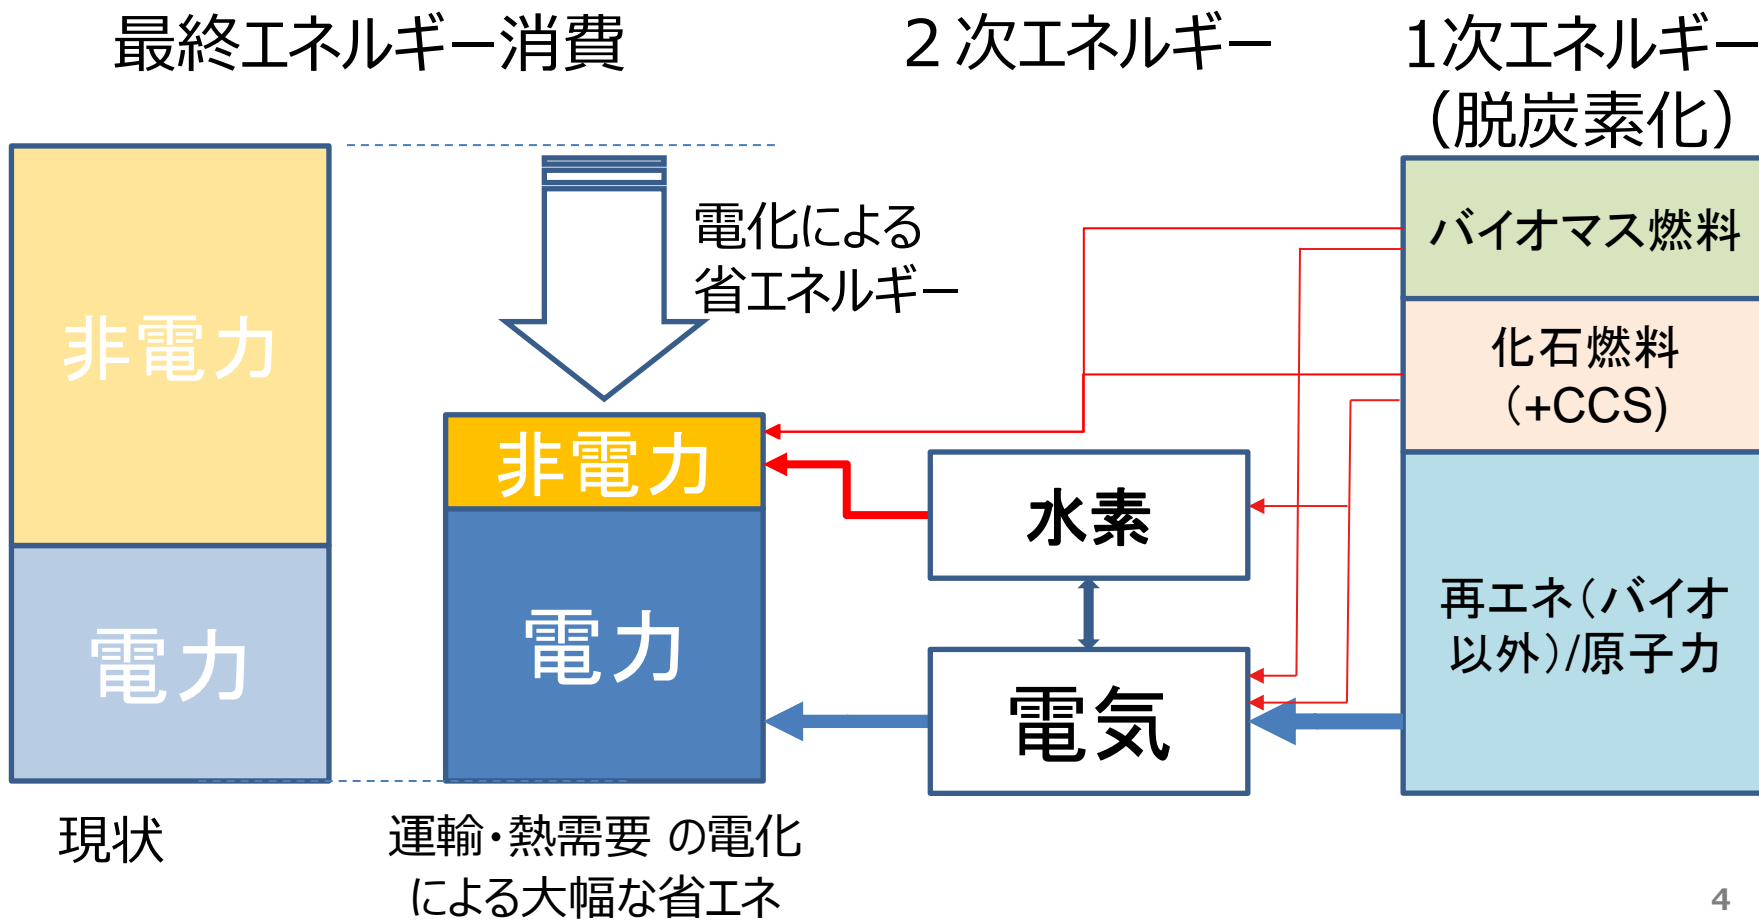 最終エネルギー消費
２次エネルギー
1次エネルギー
（脱炭素化）
非電力
電力
現状
電化による
省エネルギー
非電力
電力
運輸・熱需要 の電化
による大幅な省エネ
水素
電気
バイオマス燃料
化石燃料
（+CCS)
再エネ（バイオ
以外）/原子力
4